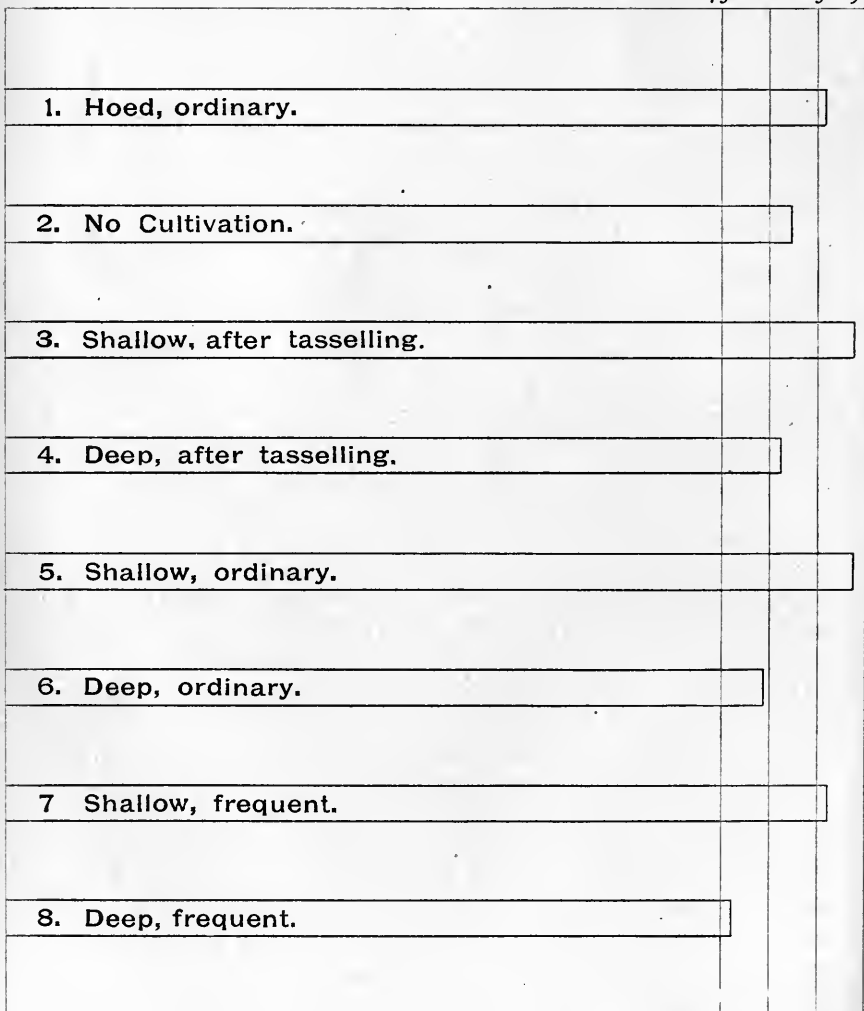 1. Hoed, ordinary.
2. No Cultivation.
3. Shallow, after tasselling.
4. Deep, after tasselling.
5. Shallow, ordinary.
6. Deep, ordinary.
7 Shallow, frequent.
8. Deep, frequent.